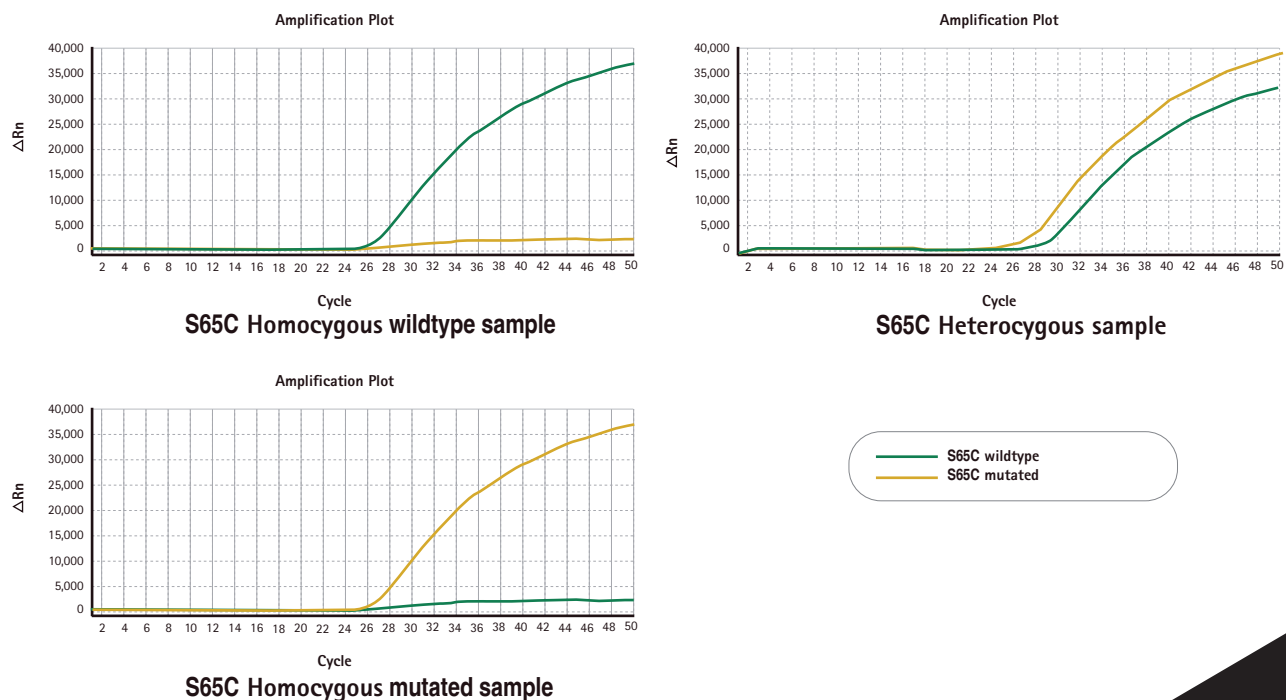 Amplification Plot
40,000
35,000
30,000
25,000
20,000
15,000
10,000
5,000
0
△Rn
2 4 6 8 10 12 14 16 18 20 22 24 26 28 30 32 34 36 38 40 42 44 46 48 50
Cycle
S65C Homocygous wildtype sample
Amplification Plot
40,000
35,000
30,000
25,000
20,000
15,000
10,000
5,000
0
△Rn
2 4 6 8 10 12 14 16 18 20 22 24 26 28 30 32 34 36 38 40 42 44 46 48 50
Cycle
S65C Heterocygous sample
Amplification Plot
40,000
35,000
30,000
25,000
20,000
15,000
10,000
5,000
0
△Rn
2 4 6 8 10 12 14 16 18 20 22 24 26 28 30 32 34 36 38 40 42 44 46 48 50
Cycle
S65C Homocygous mutated sample
S65C wildtype
S65C mutated